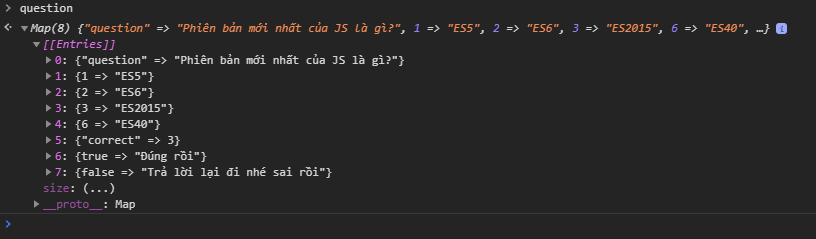 question
Map(8) {"question" => "Phiên bản mới nhất của JS là gì?", 1 => "ES5", 2 => "ES6", 3 => "ES2015", 6 => "ES40", …} i
[[Entries]]
0: {"question" => "Phiên bản mới nhất của JS là gì?"}
1: {1 => "ES5"}
2: {2 => "ES6"}
3: {3 => "ES2015"}
4: {6 => "ES40"}
5: {"correct" => 3}
6: {true => "Đúng rồi"}
7: {false => "Trả lời lại đi nhé sai rồi"}
size: (...)
__proto__: Map